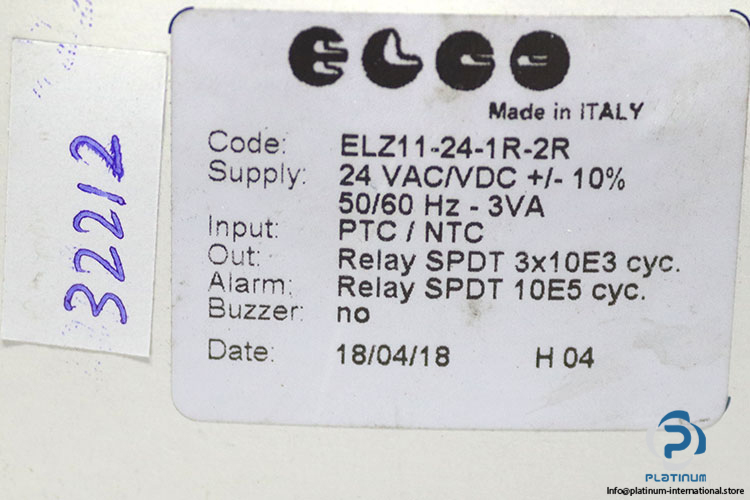 ELCO
Made in ITALY
Code: ELZ11-24-1R-2R
Supply: 24 VAC/VDC +/- 10%
50/60 Hz - 3VA
Input: PTC / NTC
Out: Relay SPDT 3x10E3 cyc.
Alarm: Relay SPDT 10E5 cyc.
Buzzer: no
Date: 18/04/18 H 04
32212
PLATINUM
Info@platinum-international.store